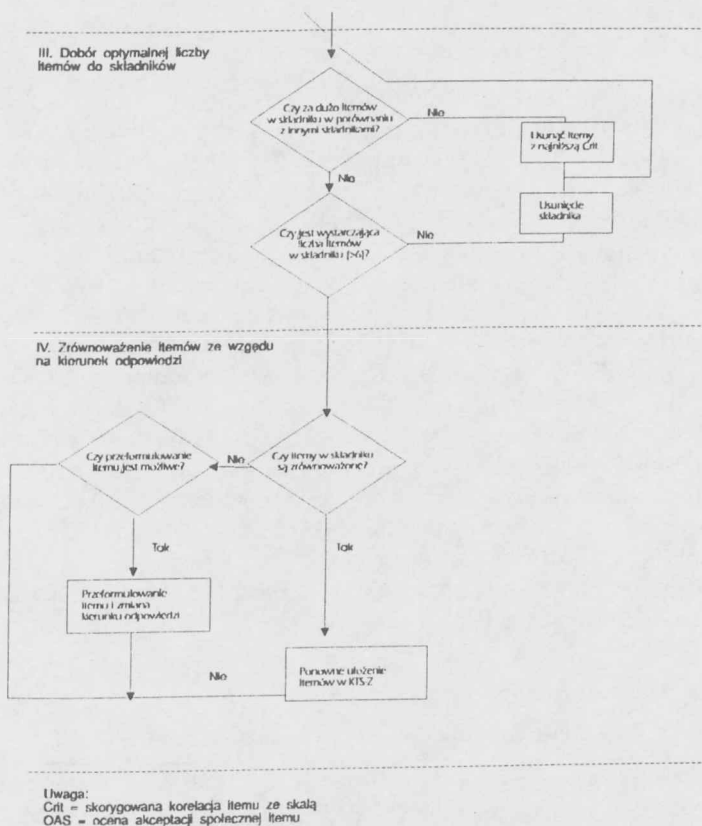 III. Dobór optymalnej liczby
itemów do składników
Czy za dużo itemów
w składniku w porównaniu
z innymi składnikami?
Nie
Usunąć itemy
z najniższą Crit
Nie
Usunięcie
składnika
Czy jest wystarczająca
liczba itemów
w składniku (>6)?
Nie
IV. Zrównoważenie itemów ze wzgędu
na kierunek odpowiedzi
Czy przeformułowanie
itemu jest możliwe?
Nie
Czy itemy w składniku
są zrównoważone?
Tak
Tak
Przeformułowanie
itemu i zmiana
kierunku odpowiedzi
Nie
Ponowne ułożenie
itemów w KTS-Z
Uwaga:
Crit = skorygowana korelacja itemu ze skalą
OAS = ocena akceptacji społecznej itemu